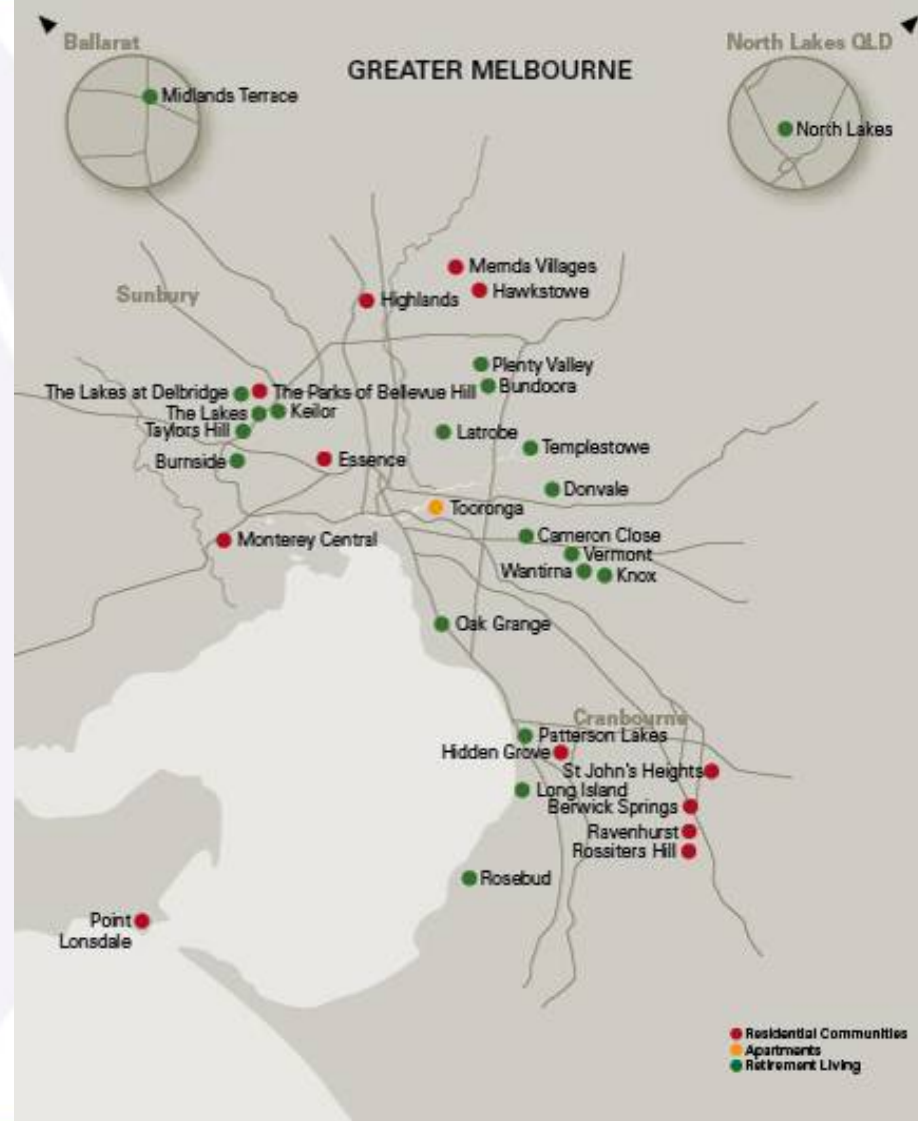 Ballarat
North Lakes QLD
GREATER MELBOURNE
Midlands Terrace
North Lakes
Mernda Villages
Hawkstowe
Sunbury
Highlands
Plenty Valley
Bundoora
The Lakes at Delbridge
The Parks of Bellevue Hill
The Lakes
Keilor
Taylors Hill
Latrobe
Templestowe
Burnside
Essence
Donvale
Tooronga
Cameron Close
Monterey Central
Vermont
Wantirna
Knox
Oak Grange
Cranbourne
Patterson Lakes
Hidden Grove
St John's Heights
Long Island
Berwick Springs
Ravenhurst
Rossiters Hill
Rosebud
Point
Lonsdale
Residential Communities
Apartments
Retirement Living